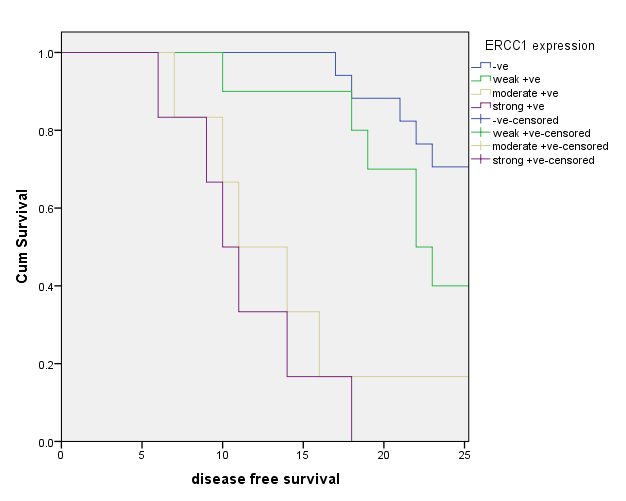 ERCC1 expression
-ve
weak +ve
moderate +ve
strong +ve
-ve-censored
weak +ve-censored
moderate +ve-censored
strong +ve-censored
Cum Survival
1.0
0.8
0.6
0.4
0.2
0.0
0 5 10 15 20 25
disease free survival